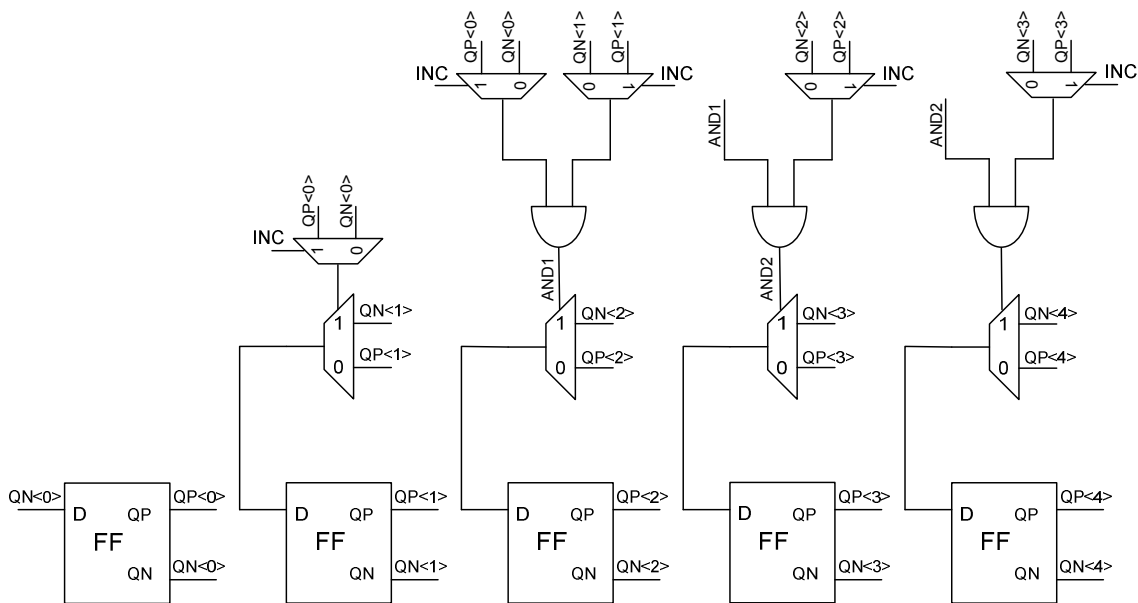 QP<0>
QN<0>
QN<1>
QP<1>
QN<2>
QP<2>
QN<3>
QP<3>
INC
1
0
0
1
INC
0
1
INC
0
1
INC
AND1
AND2
QP<0>
QN<0>
INC
1
0
AND1
AND2
1
QN<1>
0
QP<1>
1
QN<2>
0
QP<2>
1
QN<3>
0
QP<3>
1
QN<4>
0
QP<4>
QN<0>
D
QP
QP<0>
FF
QN
QN<0>
D
QP
QP<1>
FF
QN
QN<1>
D
QP
QP<2>
FF
QN
QN<2>
D
QP
QP<3>
FF
QN
QN<3>
D
QP
QP<4>
FF
QN
QN<4>